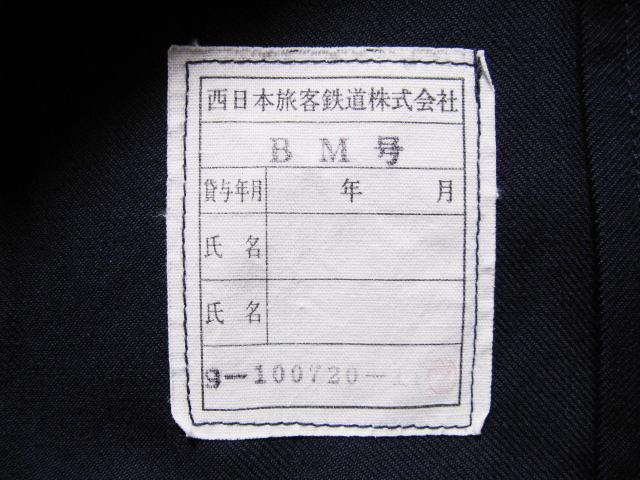 西日本旅客鉄道株式会社
BM号
貸与年月 年 月
氏名
氏名
9-100720-